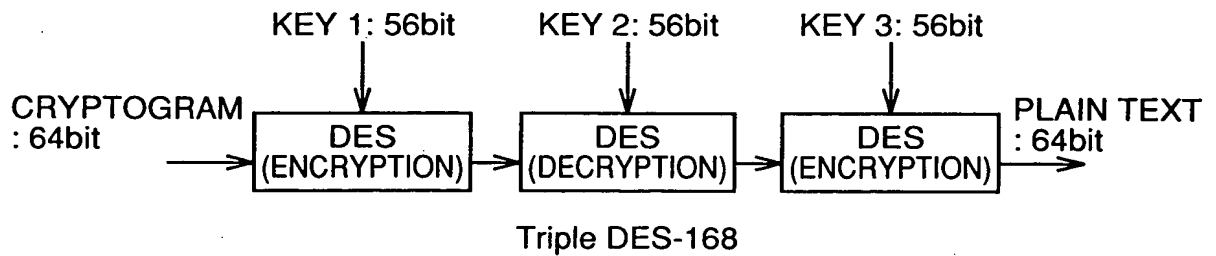 KEY 1: 56bit KEY 2: 56bit KEY 3: 56bit
CRYPTOGRAM
: 64bit
DES
(ENCRYPTION)
DES
(DECRYPTION)
DES
(ENCRYPTION)
PLAIN TEXT
: 64bit
Triple DES-168